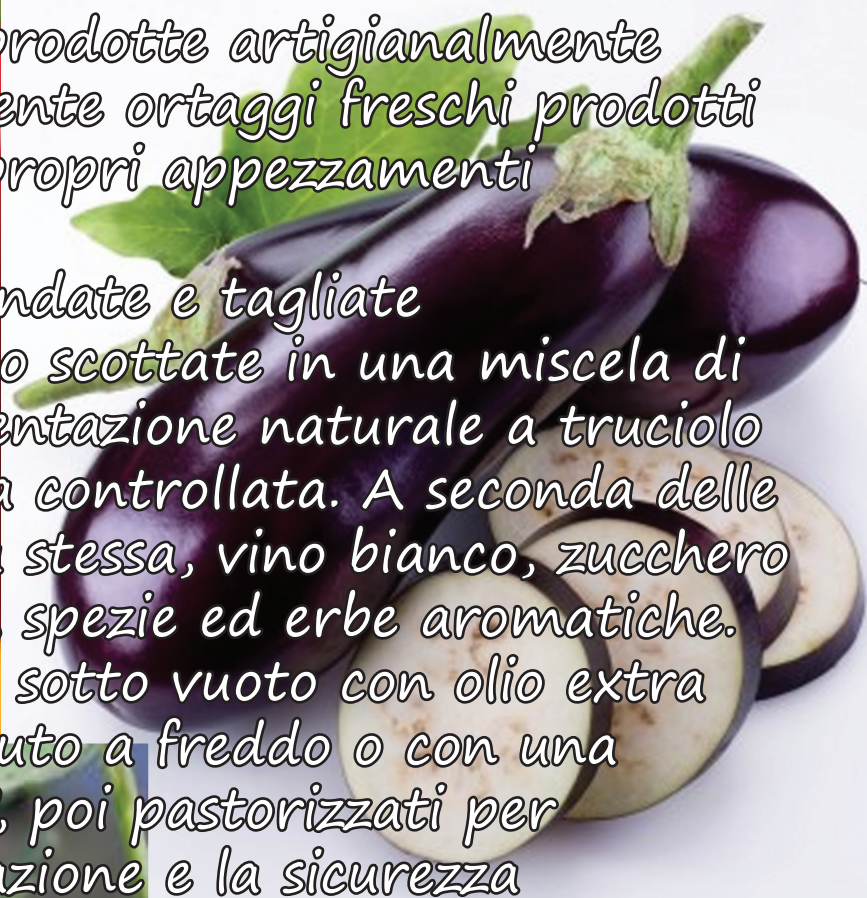 prodotte artigianalmente
ente ortaggi freschi prodotti
propri appezzamenti
ndate e tagliate
o scottate in una miscela di
entazione naturale a truciolo
a controllata. A seconda delle
stessa, vino bianco, zucchero
spezie ed erbe aromatiche.
sotto vuoto con olio extra
uto a freddo o con una
, poi pastorizzati per
azione e la sicurezza